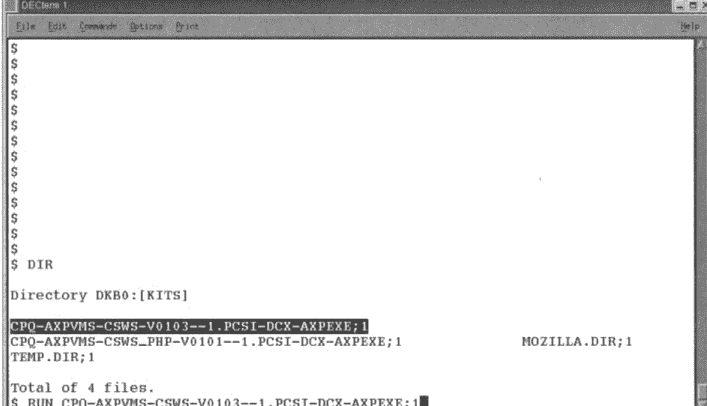 DECterm 1
File Edit Commands Options Print Help
$
$
$
$
$
$
$
$
$
$
$
$
$
$
$ DIR
Directory DKB0:[KITS]
CPQ-AXPVMS-CSWS-V0103--1.PCSI-DCX-AXPEXE;1
CPQ-AXPVMS-CSWS_PHP-V0101--1.PCSI-DCX-AXPEXE;1 MOZILLA.DIR;1
TEMP.DIR;1
Total of 4 files.
$ RUN CPQ-AXPVMS-CSWS-V0103--1.PCSI-DCX-AXPEXE;1